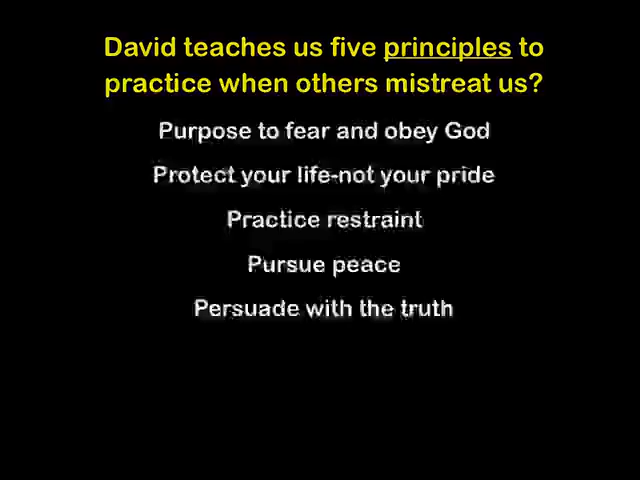 David teaches us five principles to
practice when others mistreat us?
Purpose to fear and obey God
Protect your life-not your pride
Practice restraint
Pursue peace
Persuade with the truth